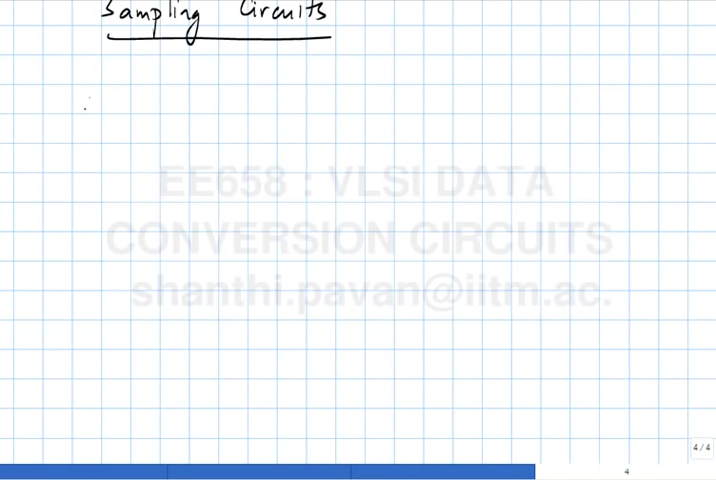 Sampling Circuits
EE658 : VLSI DATA
CONVERSION CIRCUITS
shanthi.pavan@iitm.ac.
4 / 4
4